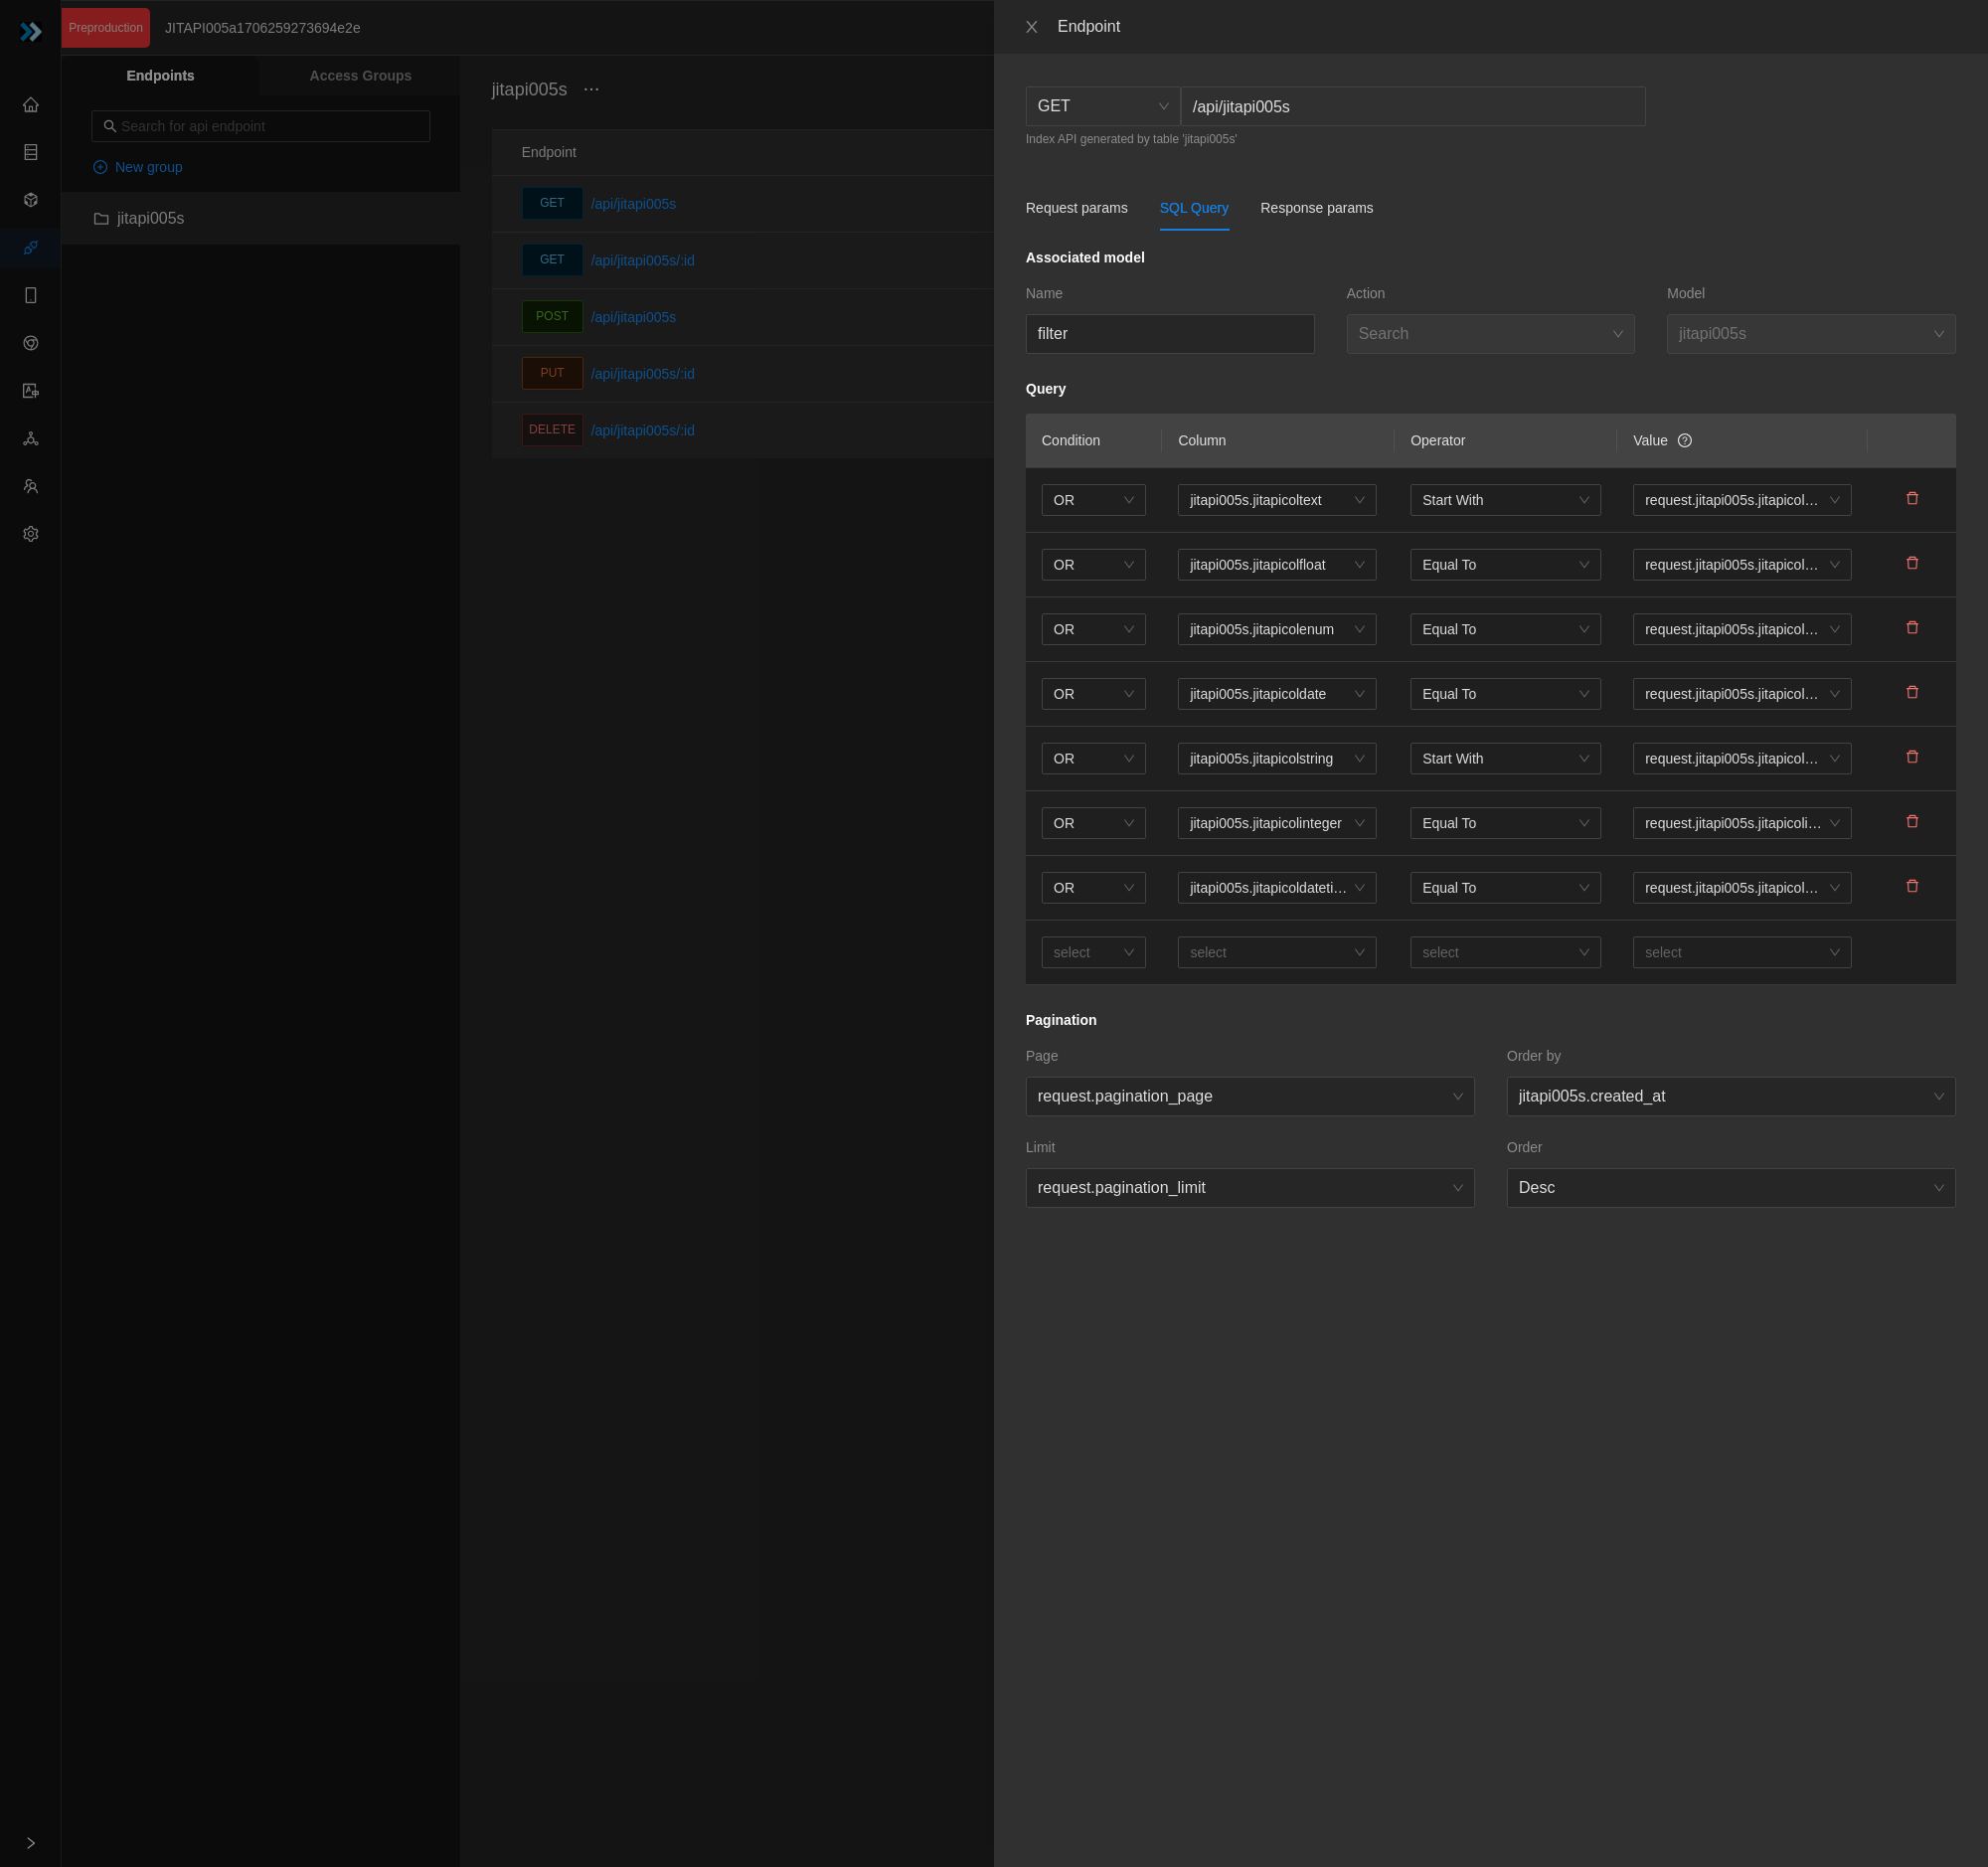 Preproduction JITAPI005a1706259273694e2e
Endpoints Access Groups
Search for api endpoint
New group
jitapi005s
jitapi005s ···
Endpoint
GET /api/jitapi005s
GET /api/jitapi005s/:id
POST /api/jitapi005s
PUT /api/jitapi005s/:id
DELETE /api/jitapi005s/:id
Endpoint
GET /api/jitapi005s
Index API generated by table 'jitapi005s'
Request params SQL Query Response params
Associated model
Name Action Model
filter Search jitapi005s
Query
Condition Column Operator Value
OR jitapi005s.jitapicoltext Start With request.jitapi005s.jitapicol…
OR jitapi005s.jitapicolfloat Equal To request.jitapi005s.jitapicol…
OR jitapi005s.jitapicolenum Equal To request.jitapi005s.jitapicol…
OR jitapi005s.jitapicoldate Equal To request.jitapi005s.jitapicol…
OR jitapi005s.jitapicolstring Start With request.jitapi005s.jitapicol…
OR jitapi005s.jitapicolinteger Equal To request.jitapi005s.jitapicoli…
OR jitapi005s.jitapicoldateti… Equal To request.jitapi005s.jitapicol…
select select select select
Pagination
Page Order by
request.pagination_page jitapi005s.created_at
Limit Order
request.pagination_limit Desc